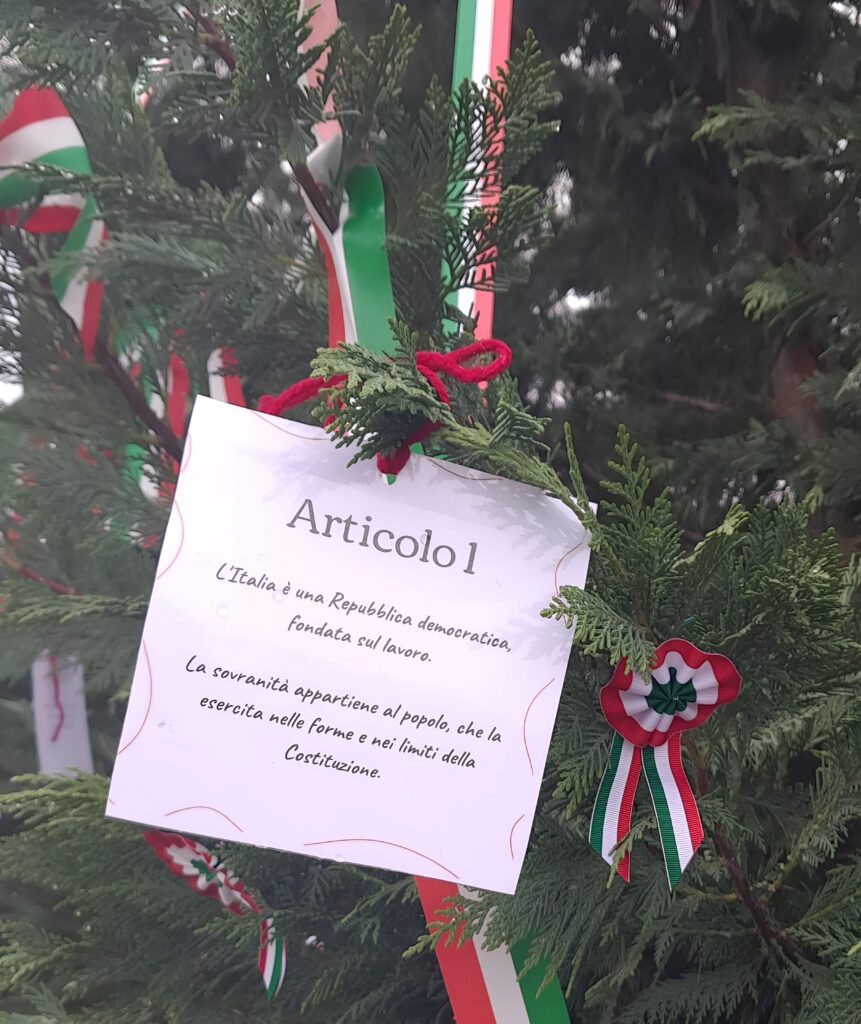 Articolo 1
L'Italia è una Repubblica democratica,
fondata sul lavoro.
La sovranità appartiene al popolo, che la
esercita nelle forme e nei limiti della
Costituzione.